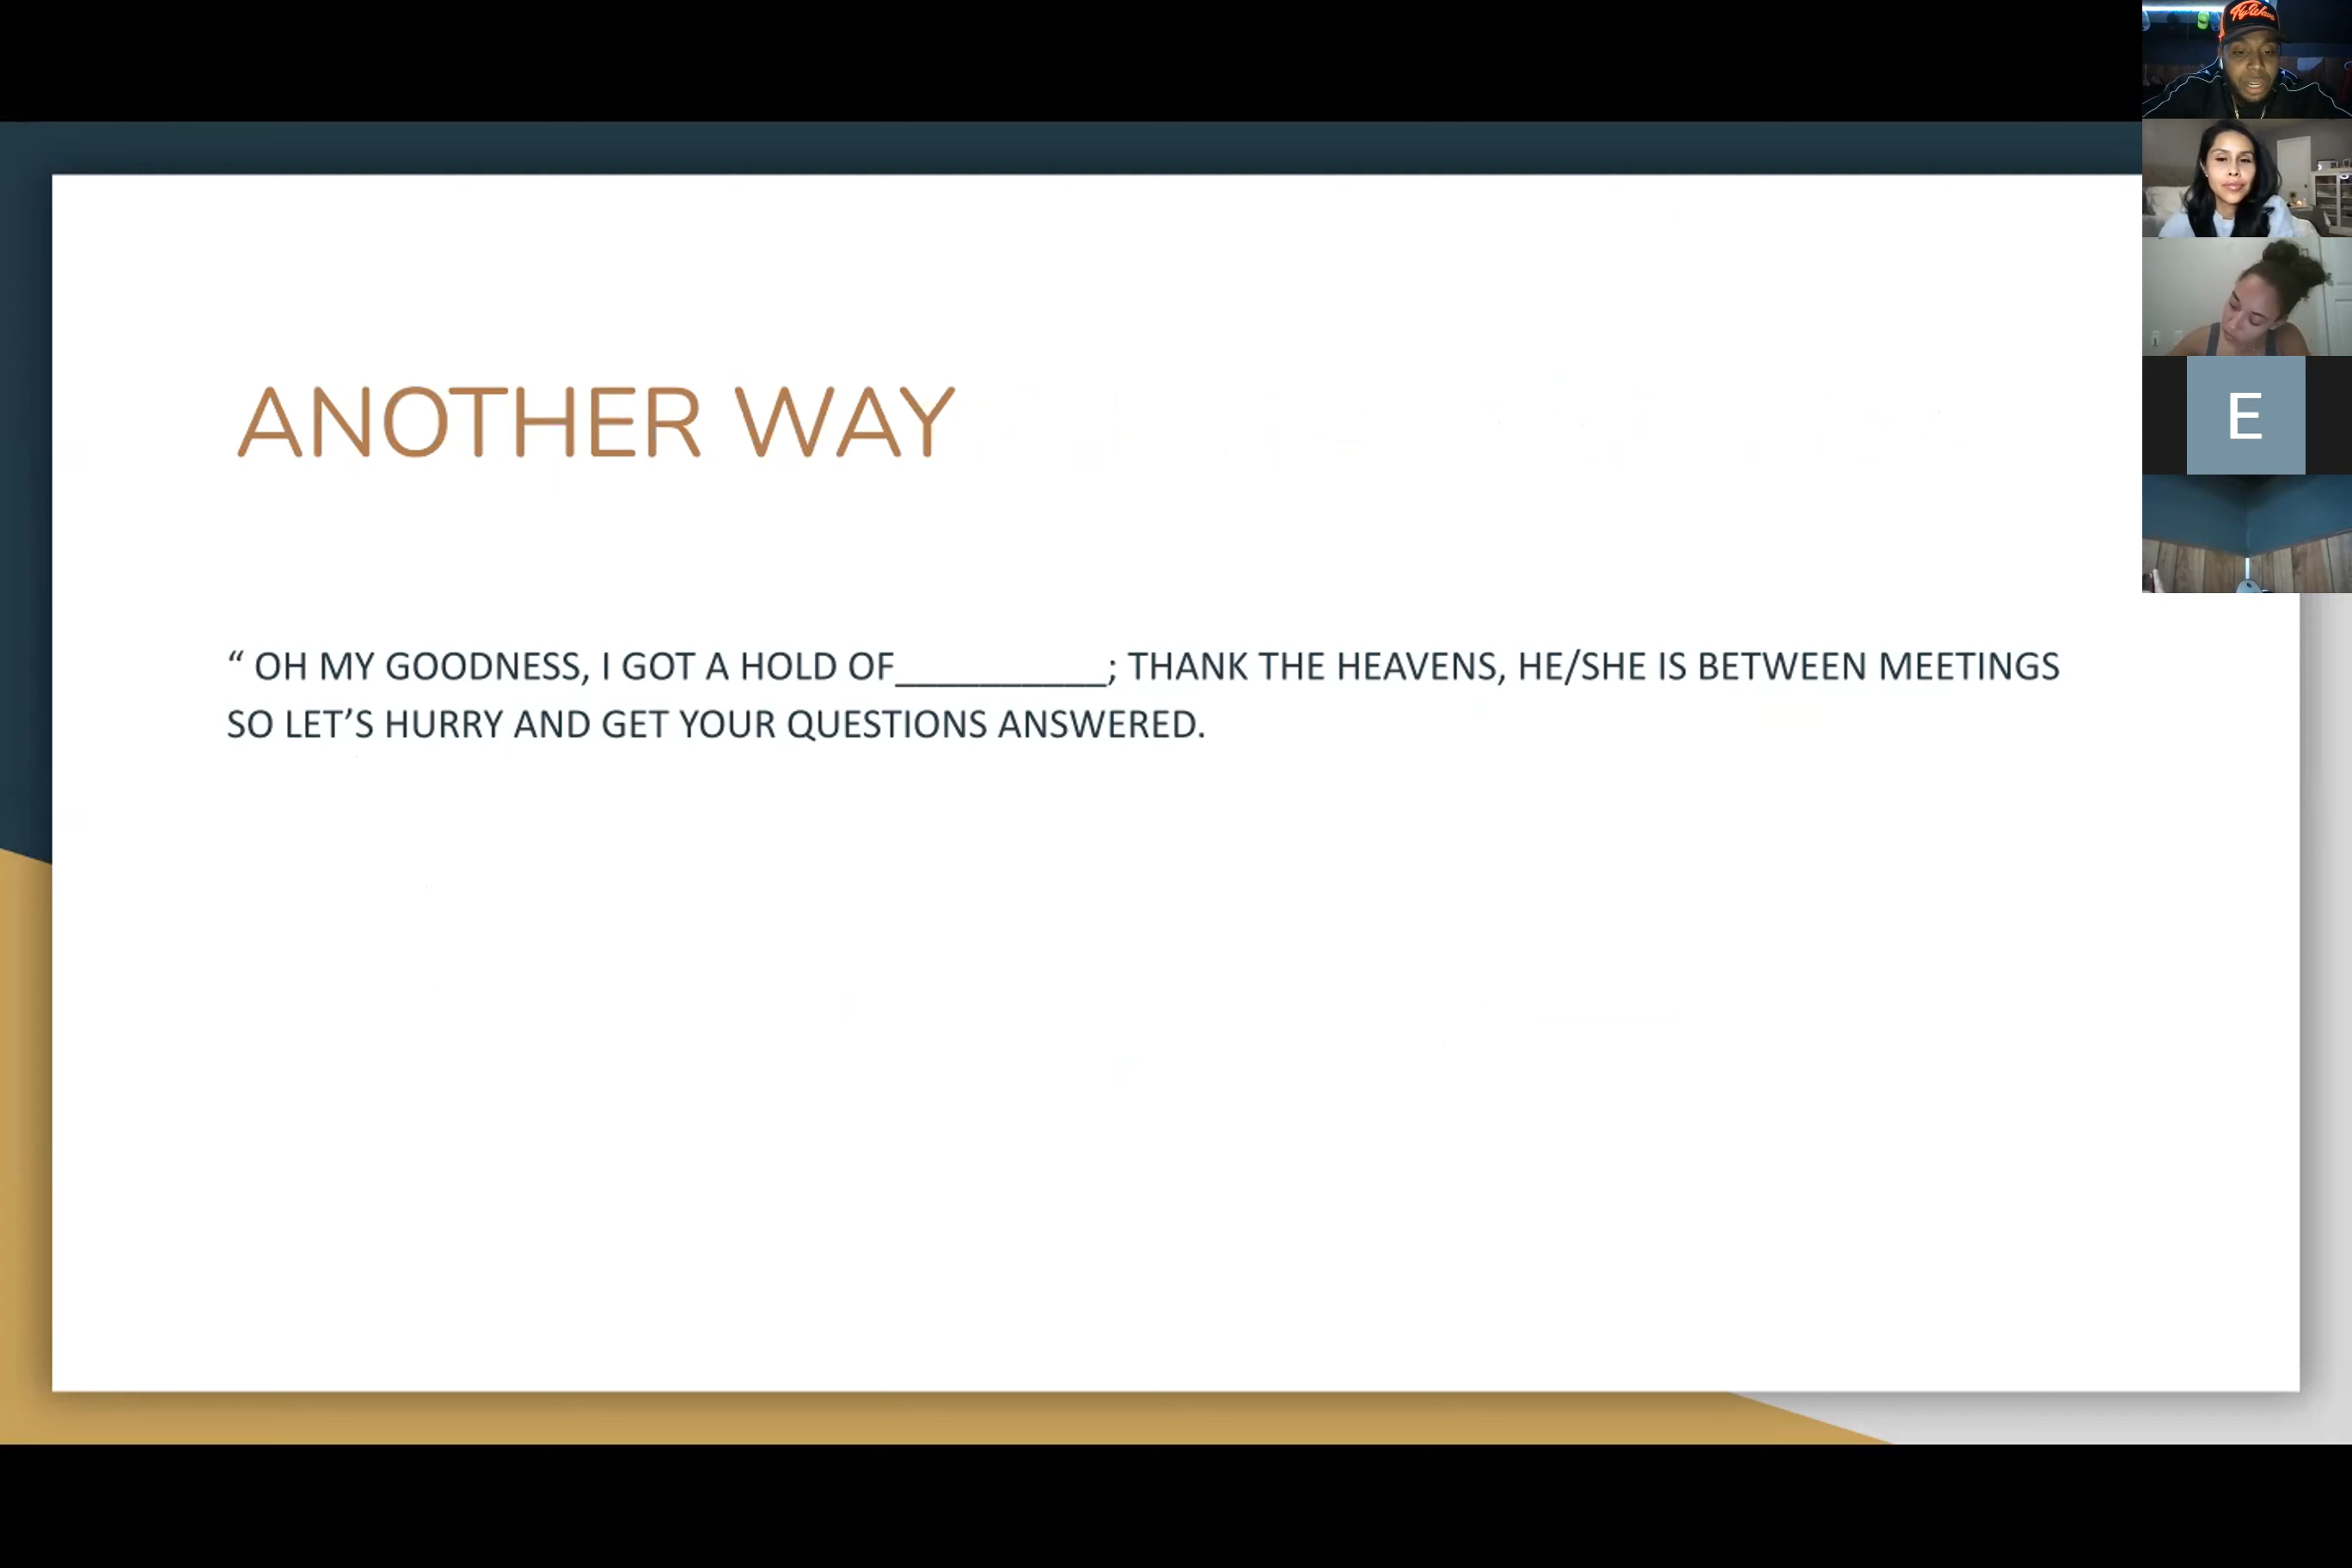 ANOTHER WAY
“ OH MY GOODNESS, I GOT A HOLD OF__________; THANK THE HEAVENS, HE/SHE IS BETWEEN MEETINGS
SO LET’S HURRY AND GET YOUR QUESTIONS ANSWERED.
E